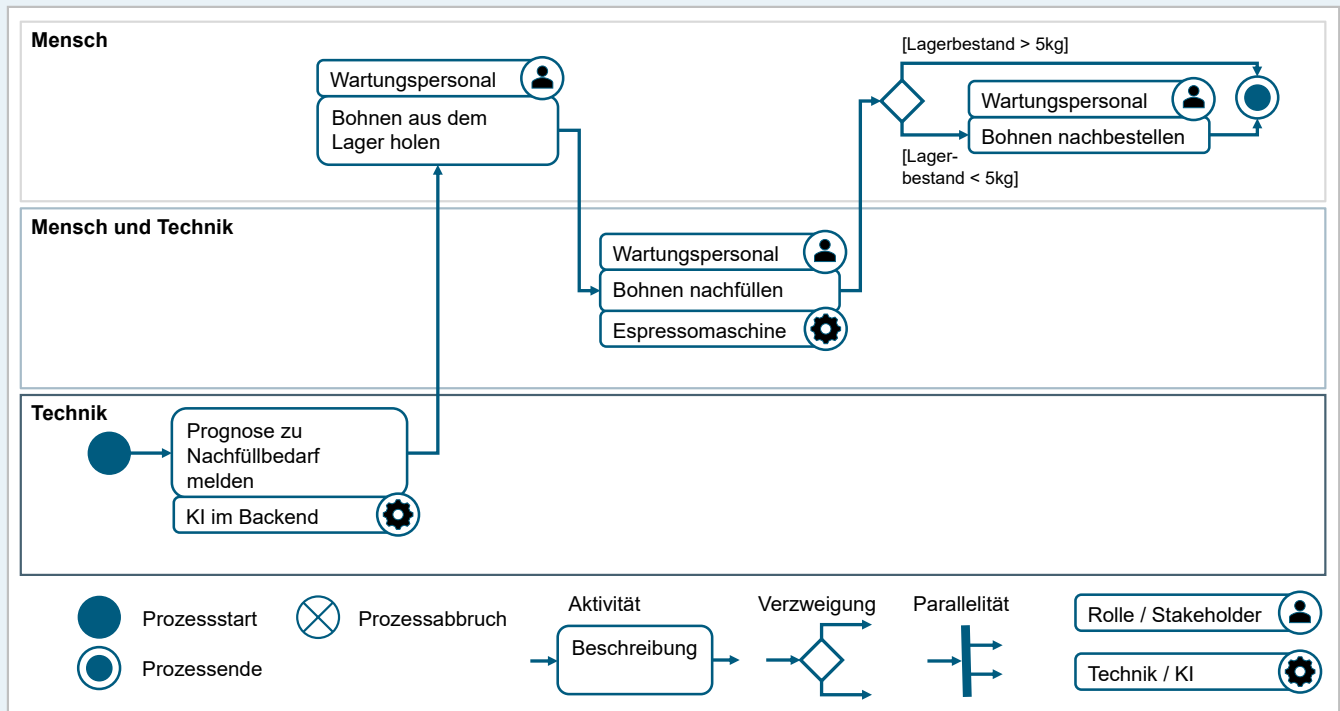 Mensch
Wartungspersonal
Bohnen aus dem
Lager holen
[Lagerbestand > 5kg]
Wartungspersonal
Bohnen nachbestellen
[Lager-
bestand < 5kg]
Mensch und Technik
Wartungspersonal
Bohnen nachfüllen
Espressomaschine
Technik
Prognose zu
Nachfüllbedarf
melden
KI im Backend
Prozessstart
Prozessabbruch
Prozessende
Aktivität
Beschreibung
Verzweigung
Parallelität
Rolle / Stakeholder
Technik / KI